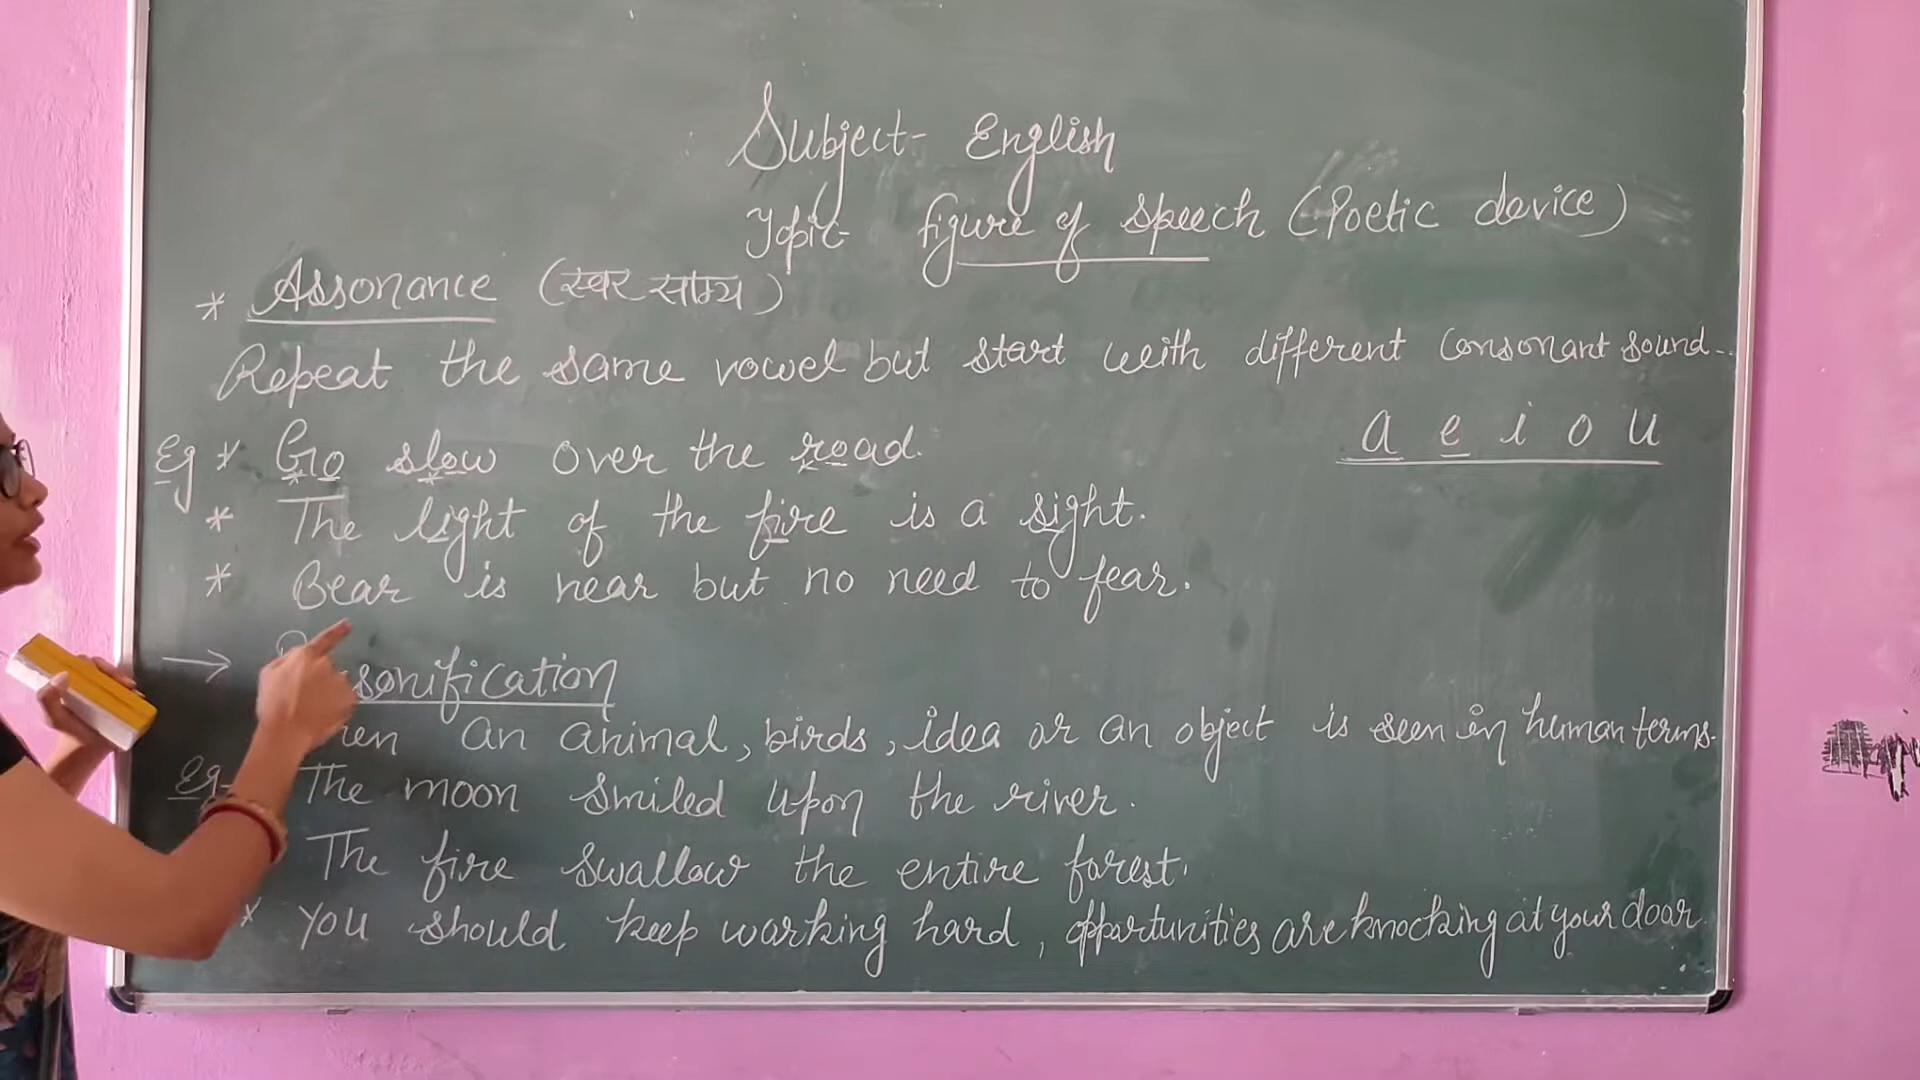 Subject- English
Topic- figure of speech (Poetic device)
* Assonance (स्वर साम्य)
Repeat the same vowel but start with different consonant sound.
a e i o u
Eg * Go slow over the road.
* The light of the fire is a sight.
* Bear is near but no need to fear.
→ sonification
en an animal, birds, idea or an object is seen in human terms.
Eg- The moon smiled upon the river.
The fire swallow the entire forest.
* You should keep working hard, opportunities are knocking at your door.